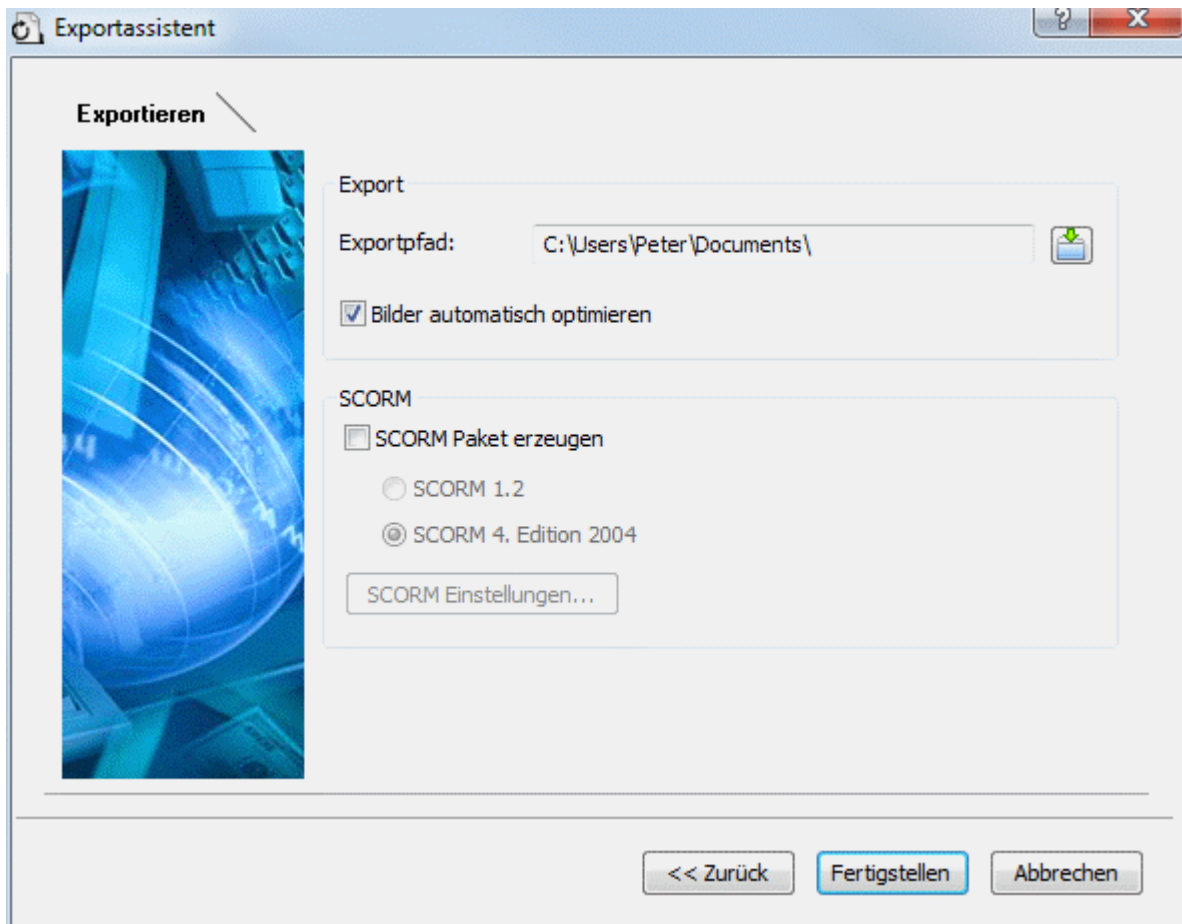 Exportassistent
Exportieren
Export
Exportpfad: C:\Users\Peter\Documents\
Bilder automatisch optimieren
SCORM
SCORM Paket erzeugen
SCORM 1.2
SCORM 4. Edition 2004
SCORM Einstellungen...
<< Zurück Fertigstellen Abbrechen